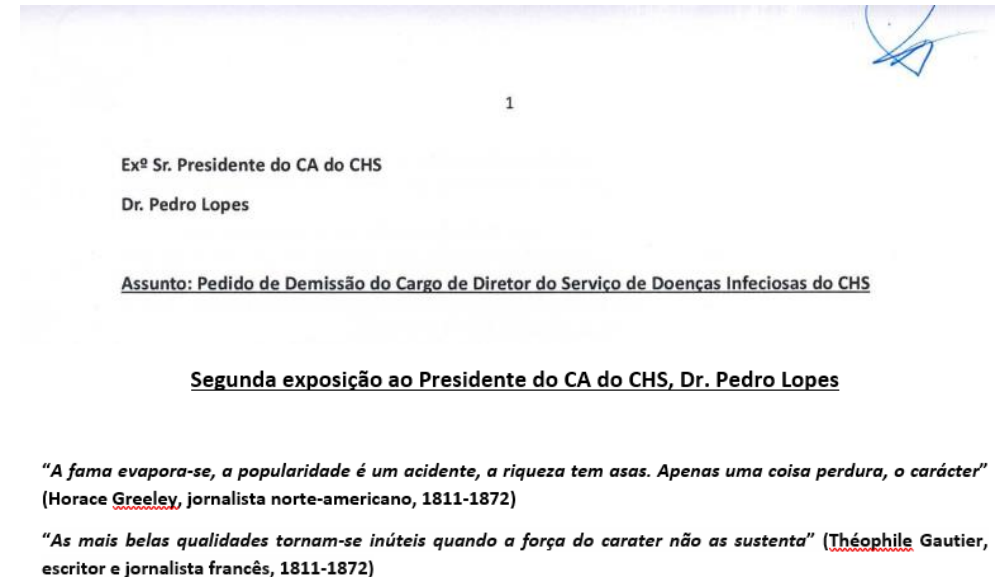 1
Exº Sr. Presidente do CA do CHS
Dr. Pedro Lopes
Assunto: Pedido de Demissão do Cargo de Diretor do Serviço de Doenças Infeciosas do CHS
Segunda exposição ao Presidente do CA do CHS, Dr. Pedro Lopes
“A fama evapora-se, a popularidade é um acidente, a riqueza tem asas. Apenas uma coisa perdura, o carácter”
(Horace Greeley, jornalista norte-americano, 1811-1872)
“As mais belas qualidades tornam-se inúteis quando a força do carater não as sustenta” (Théophile Gautier,
escritor e jornalista francês, 1811-1872)